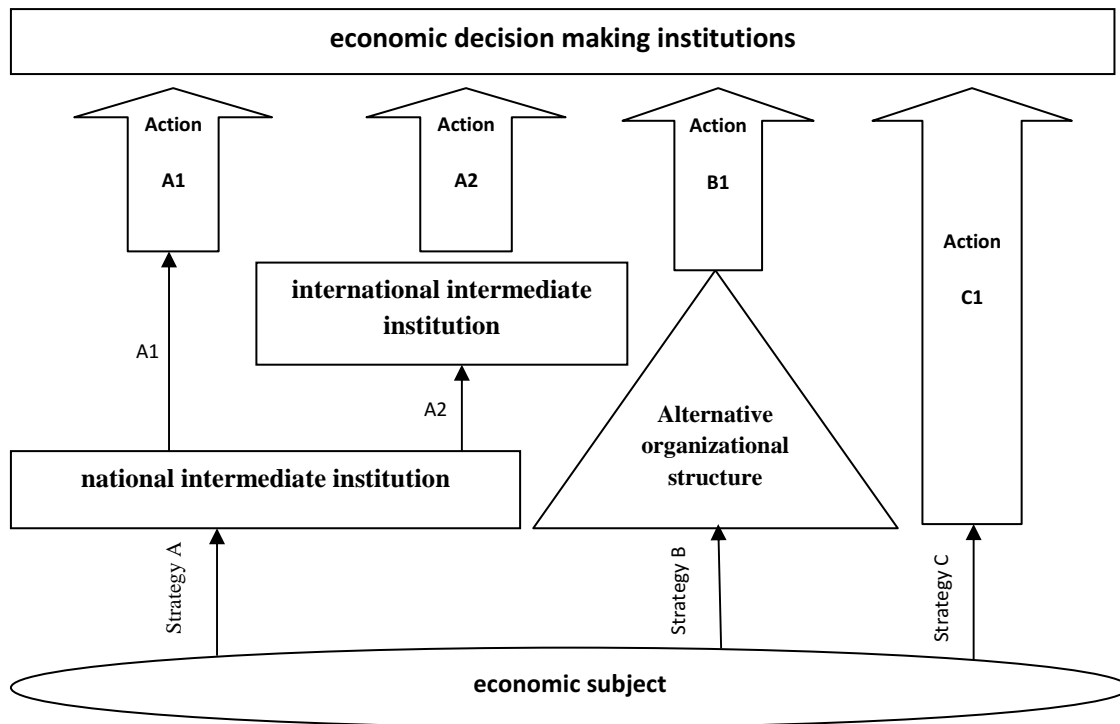 economic decision making institutions
Action
A1
Action
A2
Action
B1
Action
C1
international intermediate
institution
A1
A2
Alternative
organizational
structure
national intermediate institution
Strategy A
Strategy B
Strategy C
economic subject